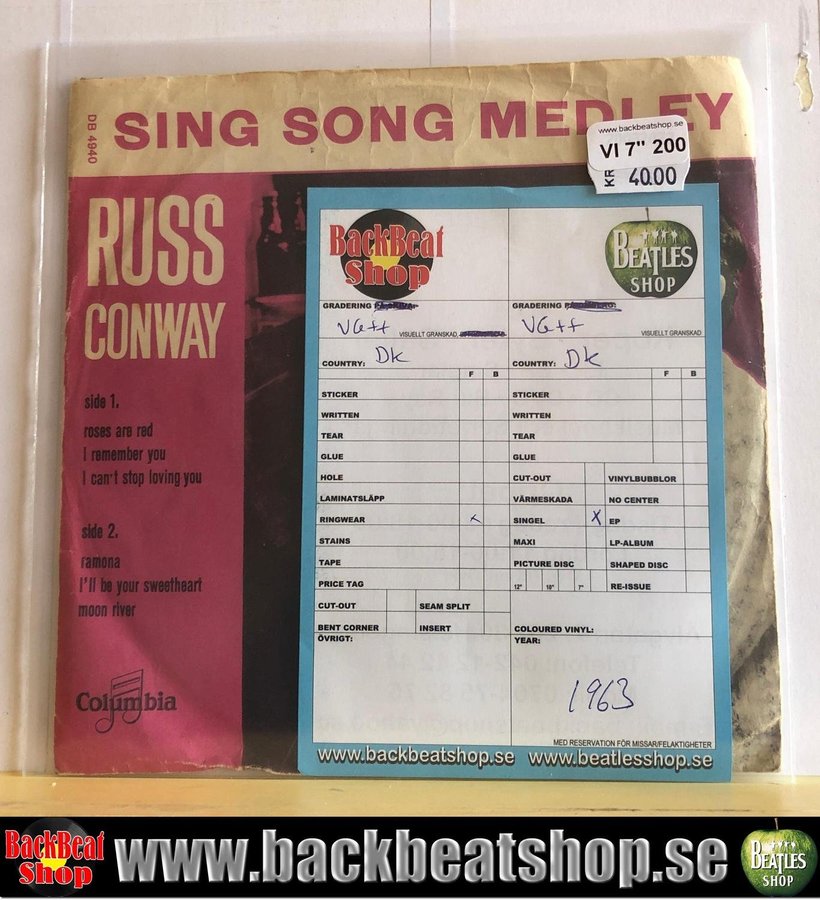 DB 4940
SING SONG MEDLEY
www.backbeatshop.se
VI 7" 200
KR 40.00
RUSS
CONWAY
side 1.
roses are red
I remember you
I can't stop loving you
side 2.
ramona
I'll be your sweetheart
moon river
Columbia
BackBeat
Shop
GRADERING
VG++
VISUELLT GRANSKAD,
COUNTRY: DK
F B
STICKER
WRITTEN
TEAR
GLUE
HOLE
LAMINATSLÄPP
RINGWEAR x
STAINS
TAPE
PRICE TAG
CUT-OUT SEAM SPLIT
BENT CORNER INSERT
ÖVRIGT:
BEATLES
SHOP
GRADERING
VG++
VISUELLT GRANSKAD
COUNTRY: DK
F B
STICKER
WRITTEN
TEAR
GLUE
CUT-OUT VINYLBUBBLOR
VÄRMESKADA NO CENTER
SINGEL X EP
MAXI LP-ALBUM
PICTURE DISC SHAPED DISC
12" 10" 7" RE-ISSUE
COLOURED VINYL:
YEAR:
1963
MED RESERVATION FÖR MISSAR/FELAKTIGHETER
www.backbeatshop.se www.beatlesshop.se
BackBeat
Shop
www.backbeatshop.se
BEATLES
SHOP